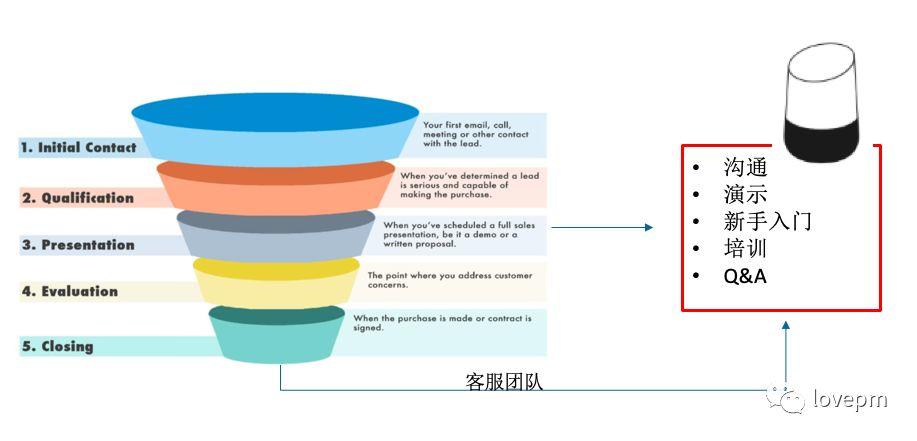 1. Initial Contact
Your first email, call,
meeting or other contact
with the lead.
2. Qualification
When you've determined a lead
is serious and capable of
making the purchase.
3. Presentation
When you've scheduled a full sales
presentation, be it a demo or a
written proposal.
4. Evaluation
The point where you address customer
concerns.
5. Closing
When the purchase is made or contract is
signed.
客服团队
• 沟通
• 演示
• 新手入门
• 培训
• Q&A
lovepm